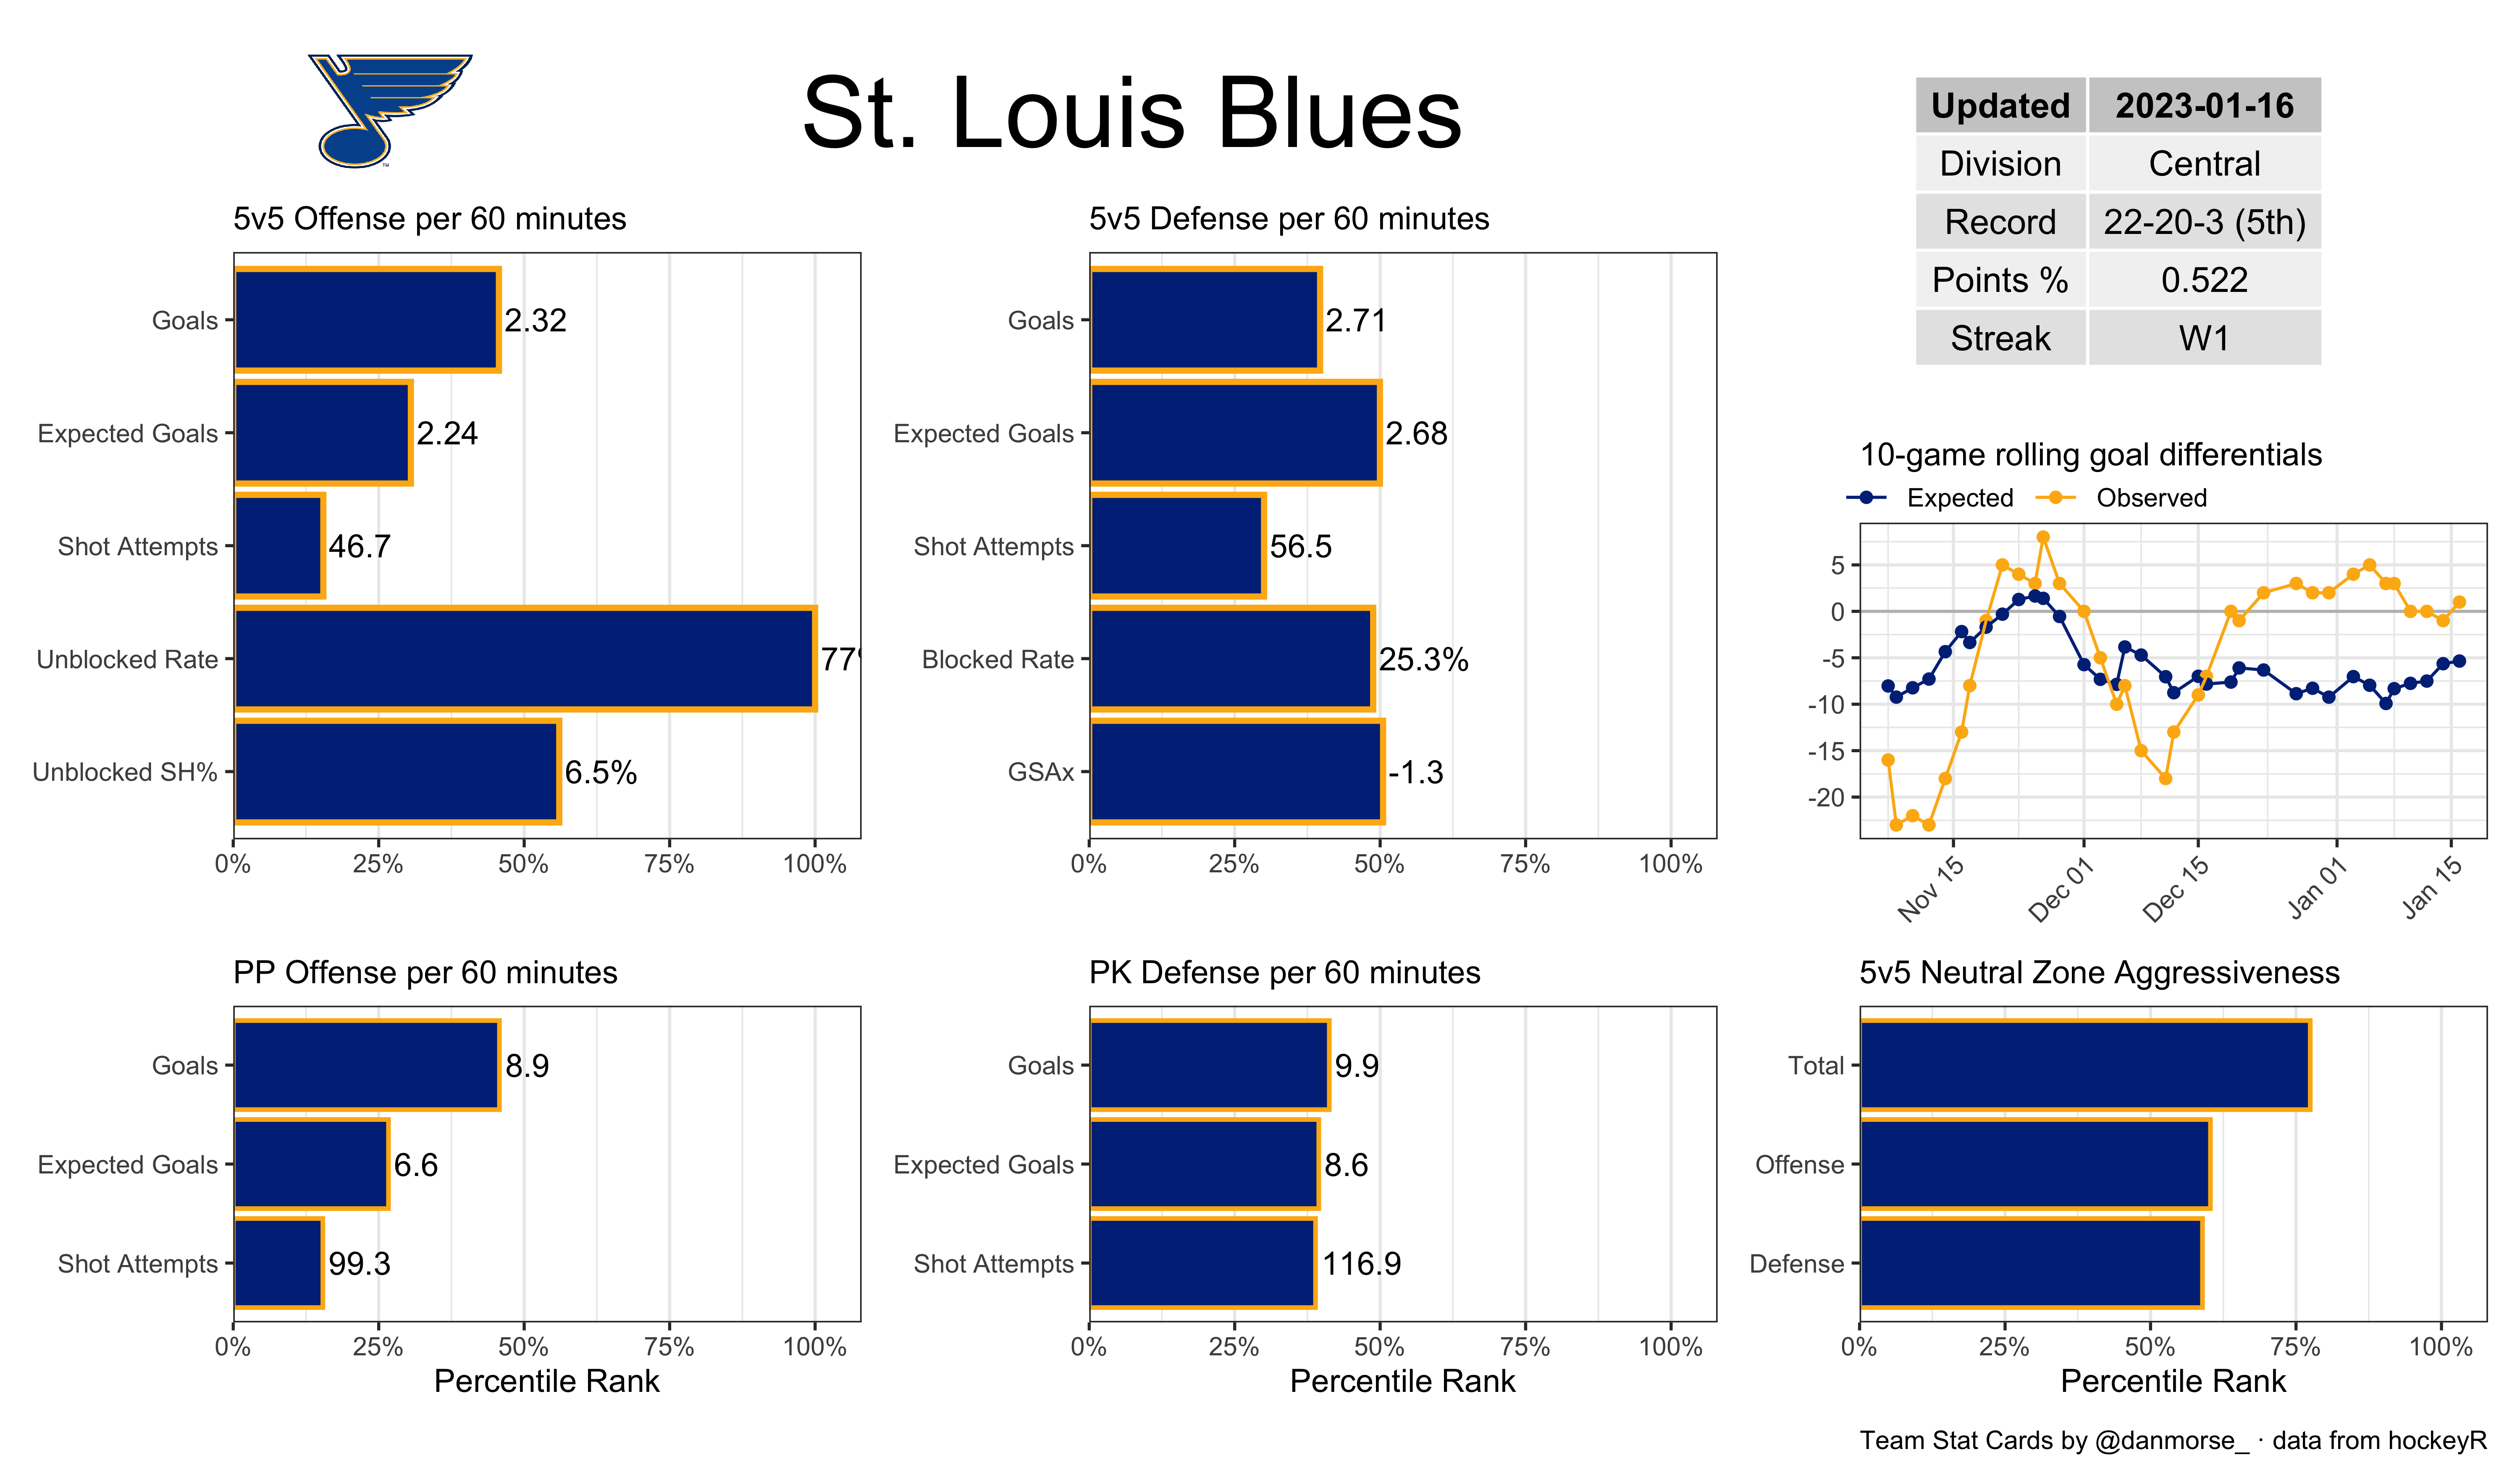 St. Louis Blues
Updated 2023-01-16
Division Central
Record 22-20-3 (5th)
Points % 0.522
Streak W1
5v5 Offense per 60 minutes
Goals 2.32
Expected Goals 2.24
Shot Attempts 46.7
Unblocked Rate 77
Unblocked SH% 6.5%
0% 25% 50% 75% 100%
5v5 Defense per 60 minutes
Goals 2.71
Expected Goals 2.68
Shot Attempts 56.5
Blocked Rate 25.3%
GSAx -1.3
0% 25% 50% 75% 100%
10-game rolling goal differentials
Expected Observed
5
0
-5
-10
-15
-20
Nov 15 Dec 01 Dec 15 Jan 01 Jan 15
PP Offense per 60 minutes
Goals 8.9
Expected Goals 6.6
Shot Attempts 99.3
0% 25% 50% 75% 100%
Percentile Rank
PK Defense per 60 minutes
Goals 9.9
Expected Goals 8.6
Shot Attempts 116.9
0% 25% 50% 75% 100%
Percentile Rank
5v5 Neutral Zone Aggressiveness
Total
Offense
Defense
0% 25% 50% 75% 100%
Percentile Rank
Team Stat Cards by @danmorse_ · data from hockeyR